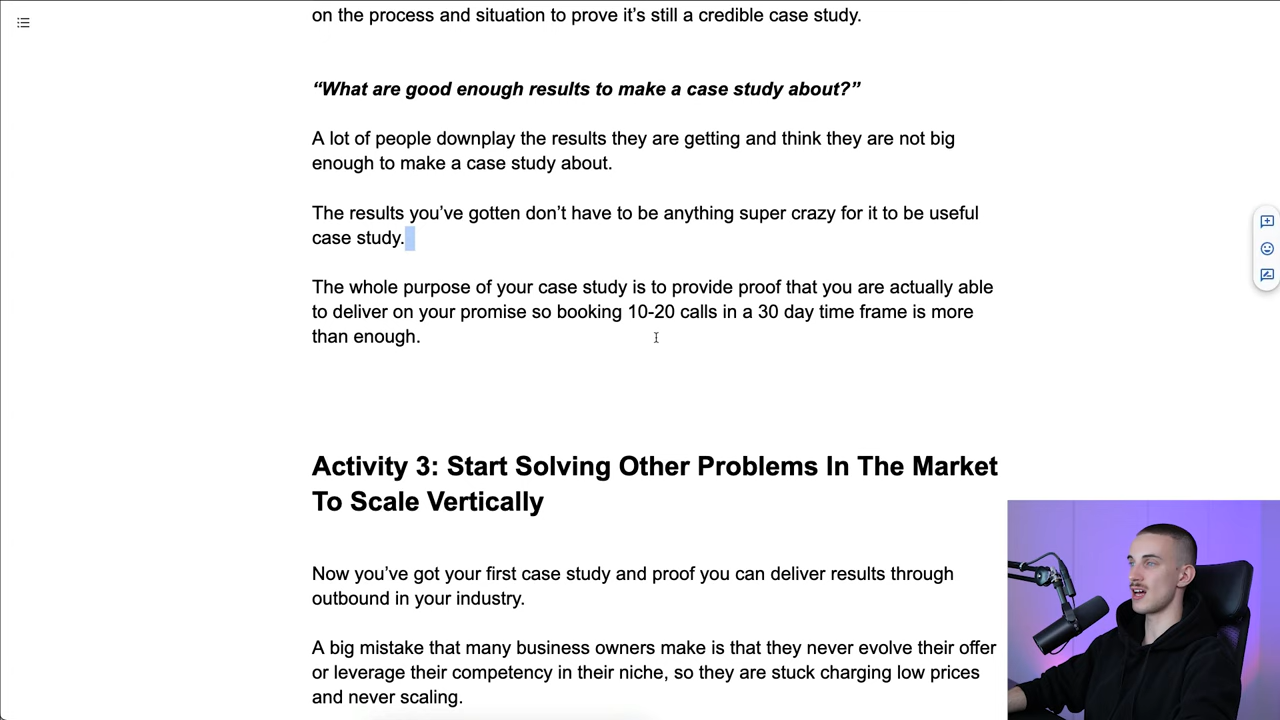 on the process and situation to prove it’s still a credible case study.
“What are good enough results to make a case study about?”
A lot of people downplay the results they are getting and think they are not big
enough to make a case study about.
The results you’ve gotten don’t have to be anything super crazy for it to be useful
case study.
The whole purpose of your case study is to provide proof that you are actually able
to deliver on your promise so booking 10-20 calls in a 30 day time frame is more
than enough.
Activity 3: Start Solving Other Problems In The Market
To Scale Vertically
Now you’ve got your first case study and proof you can deliver results through
outbound in your industry.
A big mistake that many business owners make is that they never evolve their offer
or leverage their competency in their niche, so they are stuck charging low prices
and never scaling.